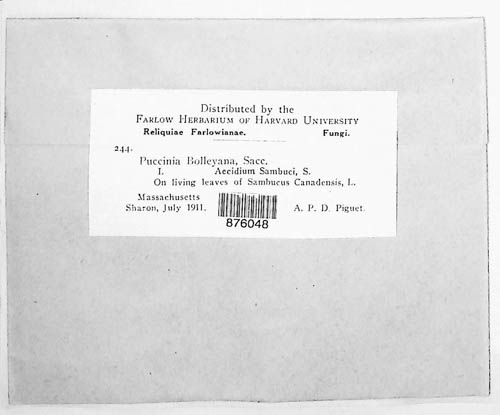 Distributed by the
Farlow Herbarium of Harvard University
Reliquiae Farlowianae. Fungi.
244.
Puccinia Bolleyana, Sacc.
I. Aecidium Sambuci, S.
On living leaves of Sambucus Canadensis, L.
Massachusetts
Sharon, July 1911. A. P. D. Piguet.
876048